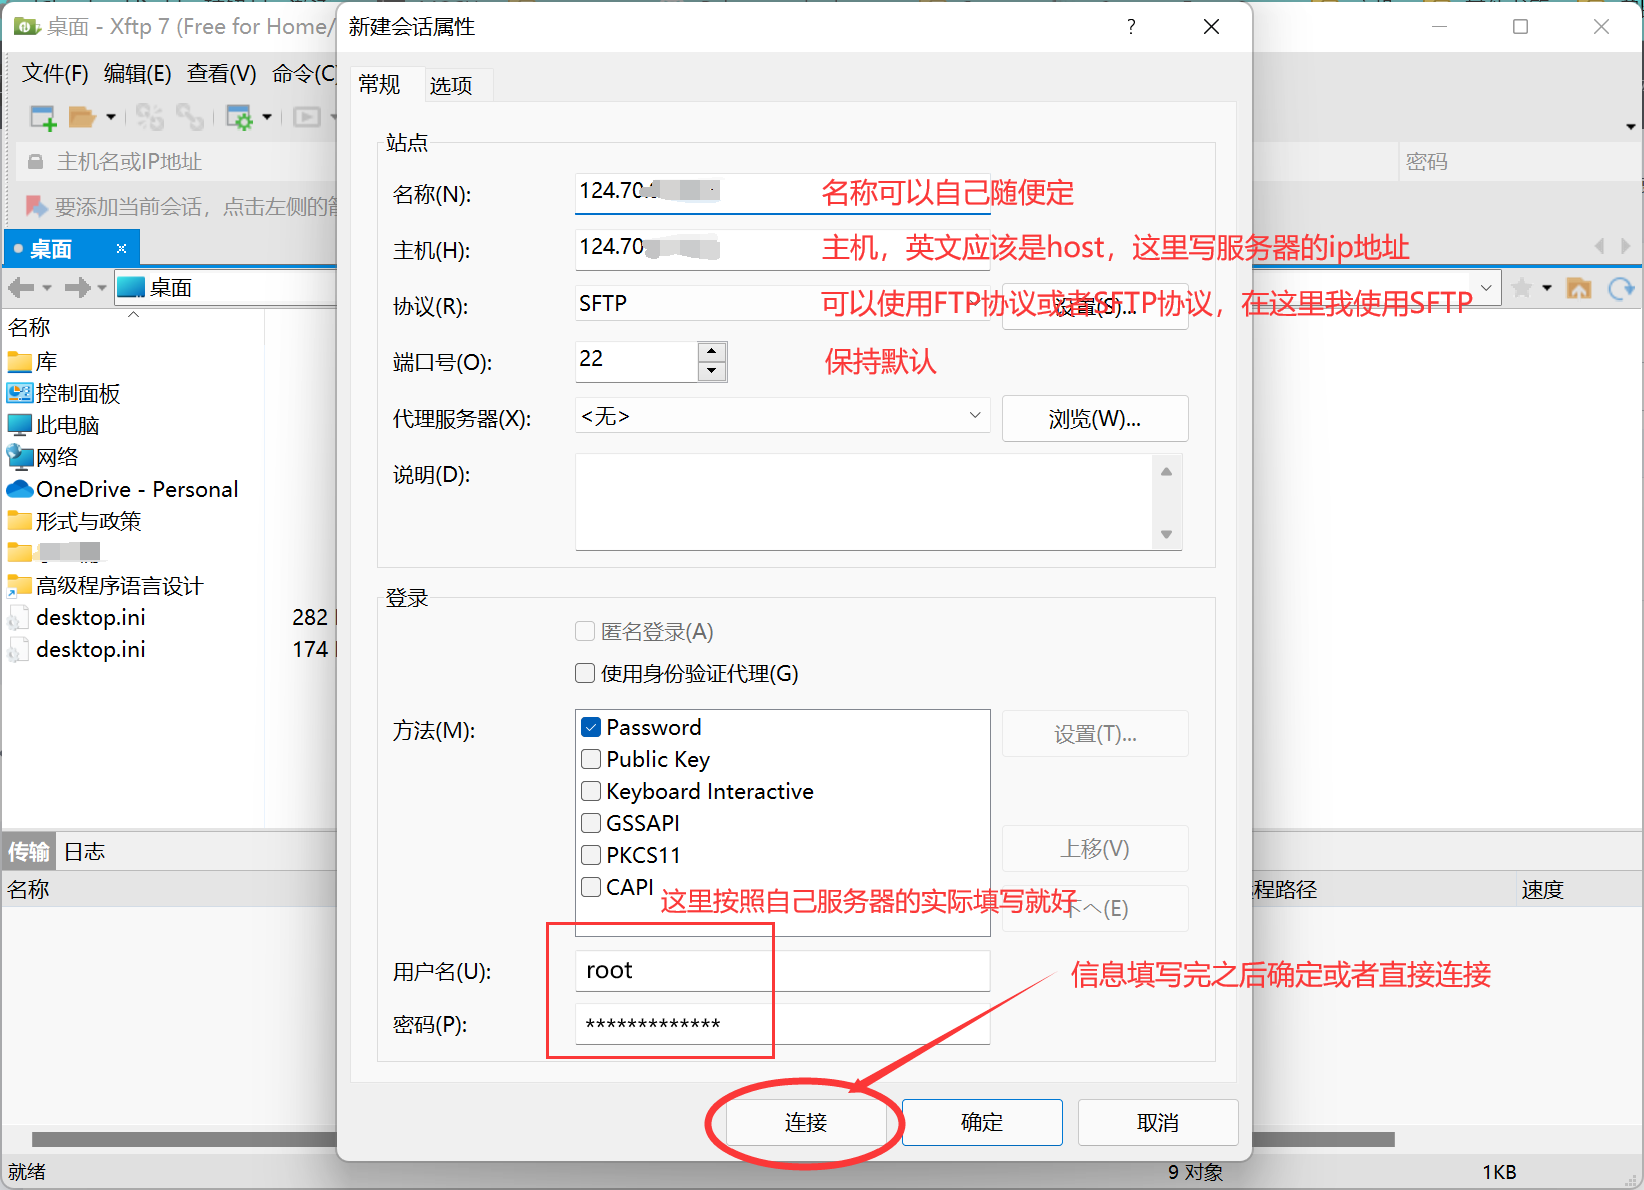 桌面 - Xftp 7 (Free for Home/
新建会话属性
?
文件(F) 编辑(E) 查看(V) 命令(C)
常规 选项
主机名或IP地址
密码
要添加当前会话，点击左侧的箭
桌面
桌面
名称
库
控制面板
此电脑
网络
OneDrive - Personal
形式与政策
高级程序语言设计
desktop.ini 282
desktop.ini 174
站点
名称(N): 124.70. 名称可以自己随便定
主机(H): 124.70 主机，英文应该是host，这里写服务器的ip地址
协议(R): SFTP 设置(S)... 可以使用FTP协议或者SFTP协议，在这里我使用SFTP
端口号(O): 22 保持默认
代理服务器(X): <无> 浏览(W)...
说明(D):
登录
匿名登录(A)
使用身份验证代理(G)
方法(M):
Password
设置(T)...
Public Key
Keyboard Interactive
GSSAPI
上移(V)
PKCS11
CAPI
这里按照自己服务器的实际填写就好
(E)
用户名(U): root
信息填写完之后确定或者直接连接
密码(P): *************
连接 确定 取消
传输 日志
名称
程路径 速度
就绪 9 对象 1KB